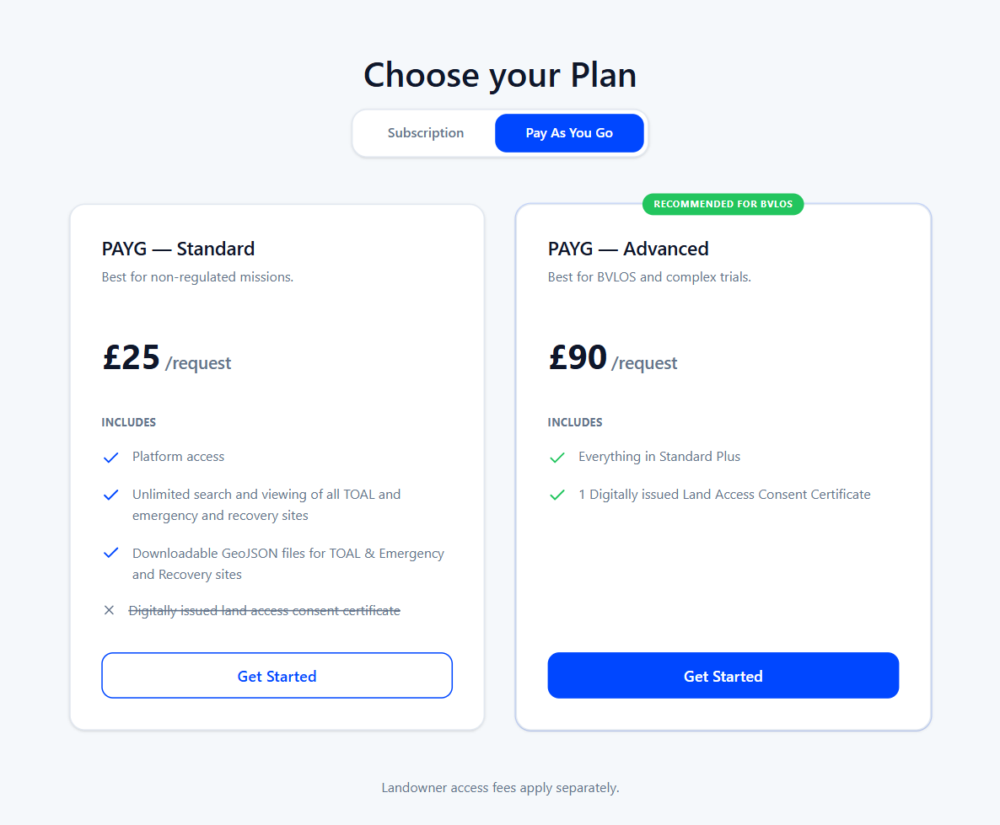 Choose your Plan
Subscription
Pay As You Go
PAYG — Standard
Best for non-regulated missions.
£25 /request
INCLUDES
Platform access
Unlimited search and viewing of all TOAL and
emergency and recovery sites
Downloadable GeoJSON files for TOAL & Emergency
and Recovery sites
Digitally issued land access consent certificate
Get Started
RECOMMENDED FOR BVLOS
PAYG — Advanced
Best for BVLOS and complex trials.
£90 /request
INCLUDES
Everything in Standard Plus
1 Digitally issued Land Access Consent Certificate
Get Started
Landowner access fees apply separately.